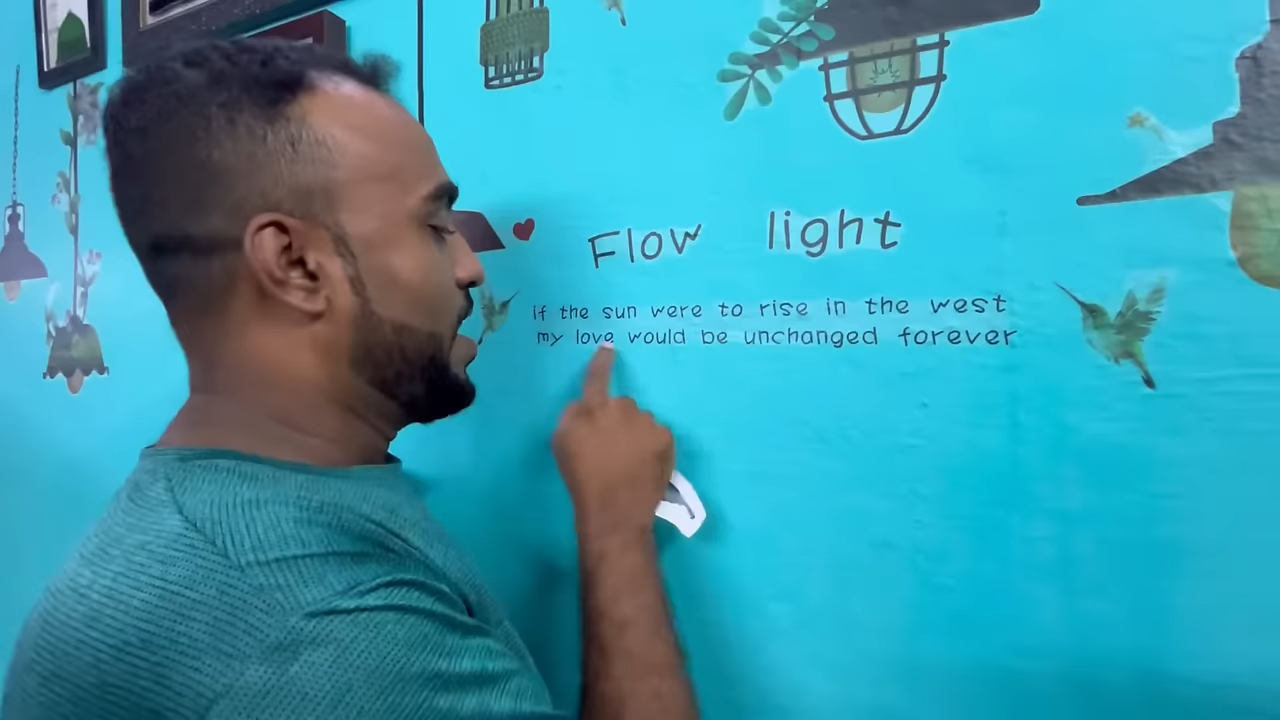 Flow light
if the sun were to rise in the west
my love would be unchanged forever